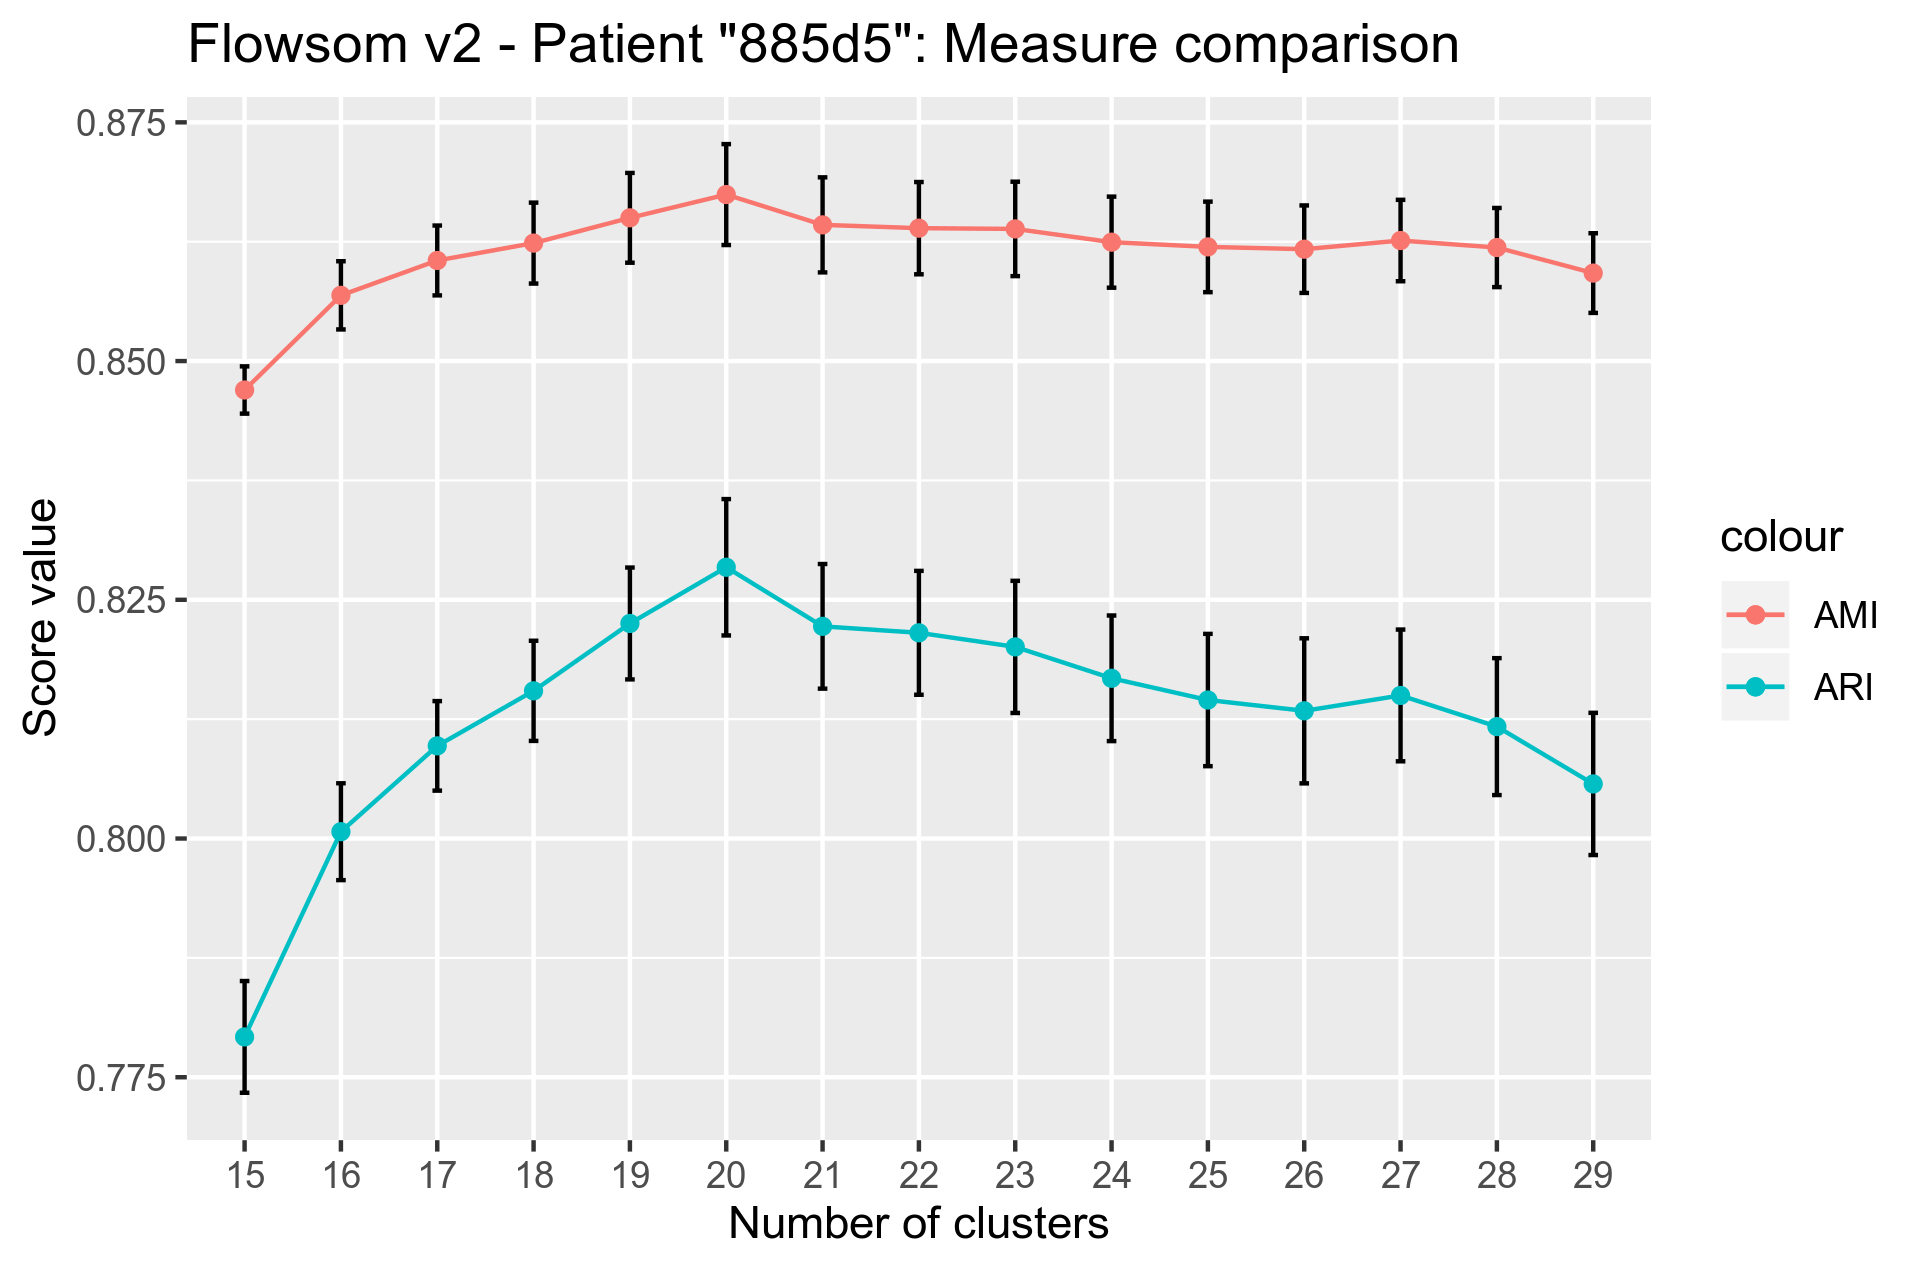 Flowsom v2 - Patient "885d5": Measure comparison
0.875
0.850
0.825
0.800
0.775
Score value
15 16 17 18 19 20 21 22 23 24 25 26 27 28 29
Number of clusters
colour
AMI
ARI